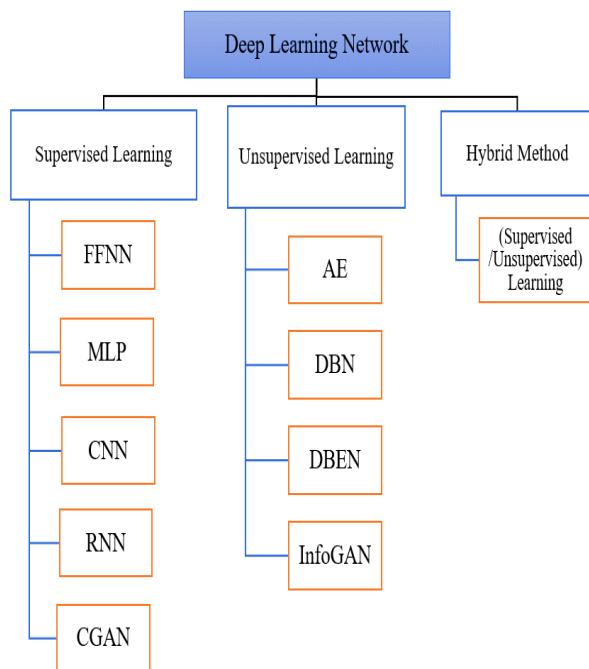 Deep Learning Network
Supervised Learning
FFNN
MLP
CNN
RNN
CGAN
Unsupervised Learning
AE
DBN
DBEN
InfoGAN
Hybrid Method
(Supervised
/Unsupervised)
Learning